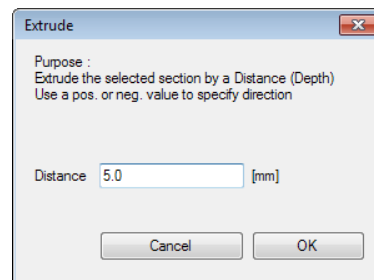 Extrude
Purpose :
Extrude the selected section by a Distance (Depth)
Use a pos. or neg. value to specify direction
Distance 5.0 [mm]
Cancel OK